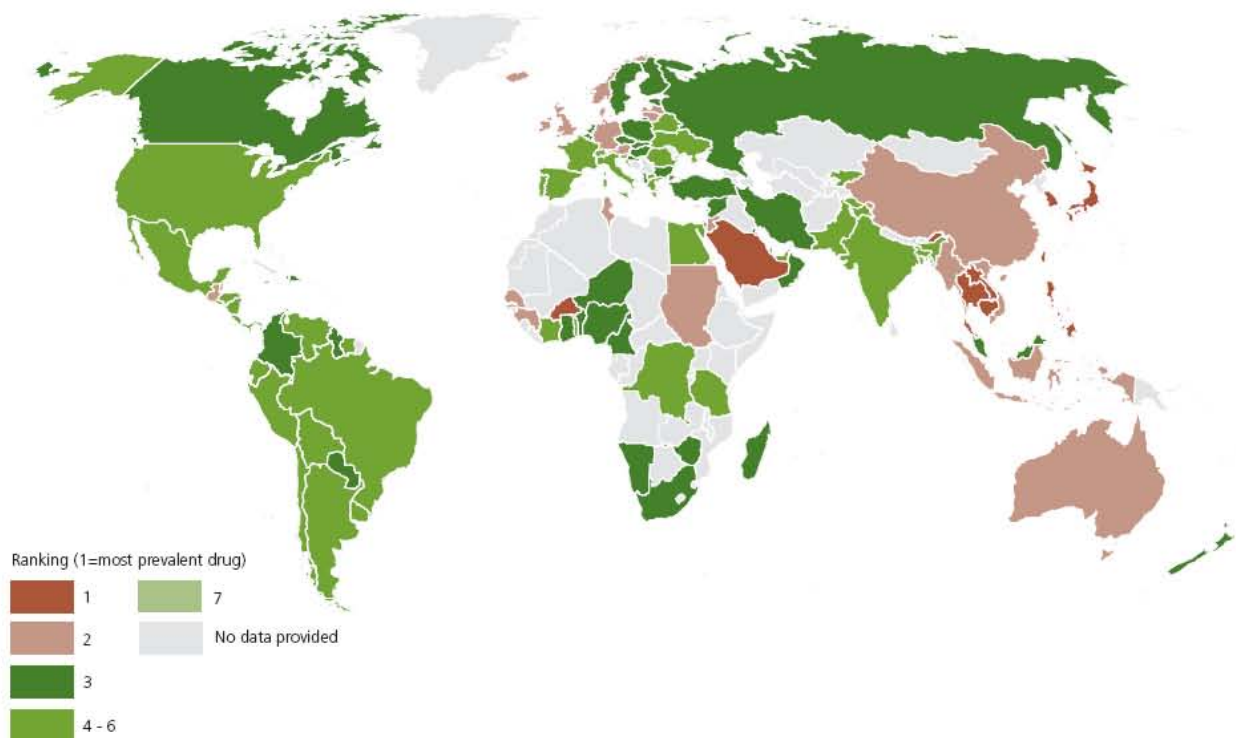 Ranking (1=most prevalent drug)
1
7
2
No data provided
3
4 - 6